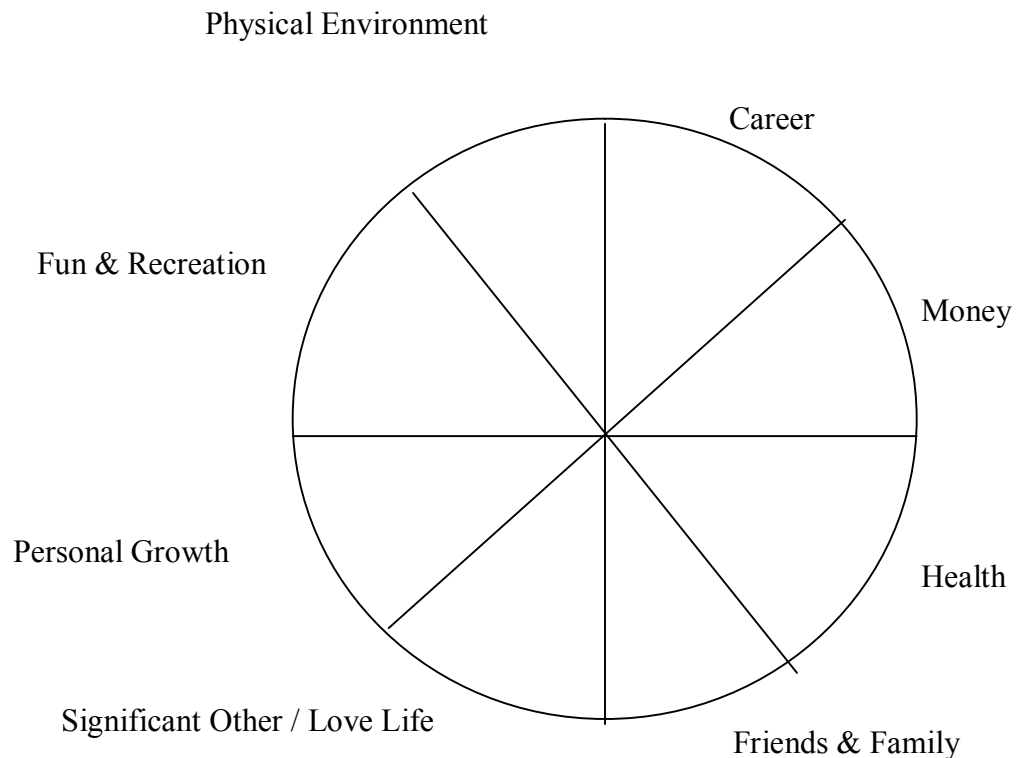 Physical Environment
Career
Fun & Recreation
Money
Personal Growth
Health
Significant Other / Love Life
Friends & Family